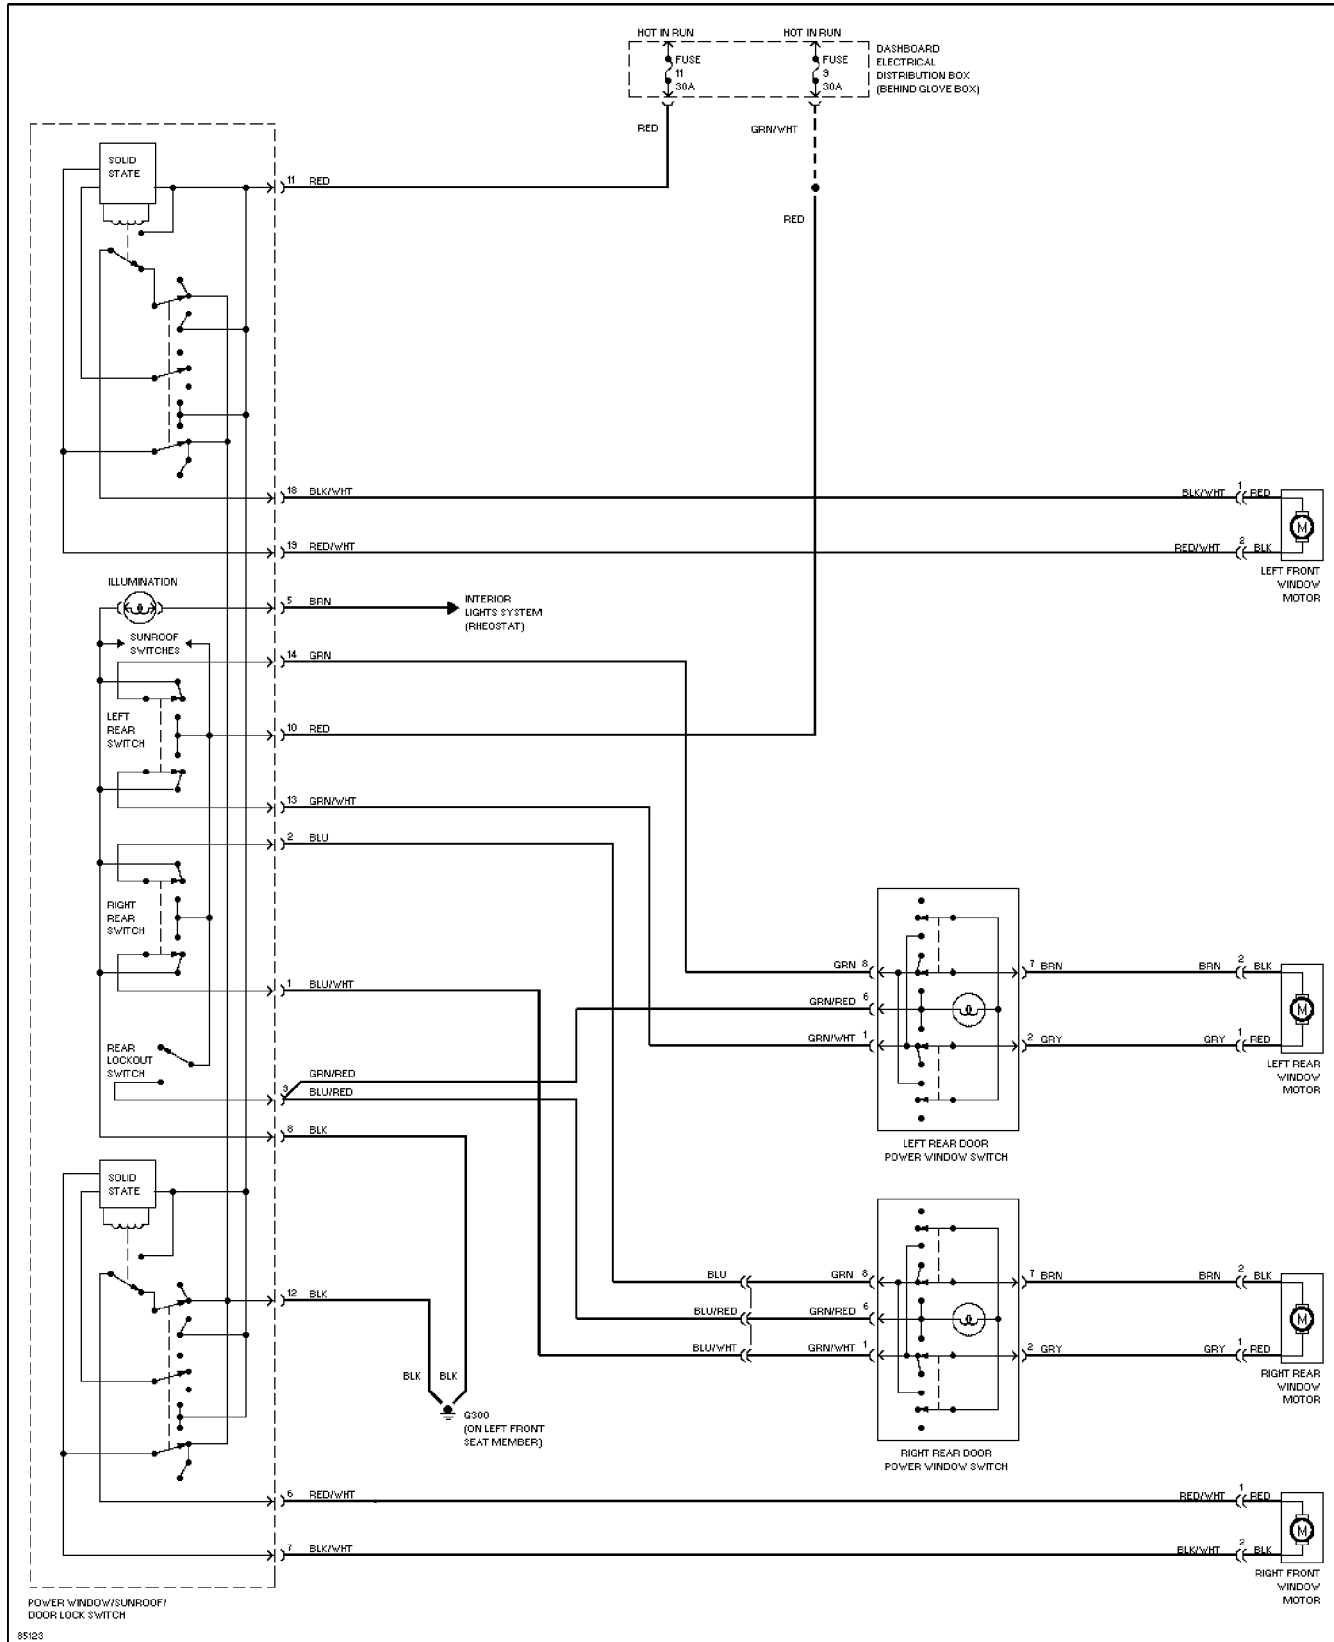 HOT IN RUN
HOT IN RUN
FUSE
11
30A
FUSE
9
30A
DASHBOARD
ELECTRICAL
DISTRIBUTION BOX
(BEHIND GLOVE BOX)
RED
GRN/WHT
SOLID
STATE
11 RED
RED
18 BLK/WHT
BLK/WHT 1 RED
19 RED/WHT
RED/WHT 2 BLK
M
LEFT FRONT
WINDOW
MOTOR
ILLUMINATION
5 BRN
INTERIOR
LIGHTS SYSTEM
(RHEOSTAT)
SUNROOF
SWITCHES
14 GRN
LEFT
REAR
SWITCH
10 RED
13 GRN/WHT
2 BLU
RIGHT
REAR
SWITCH
GRN 8
7 BRN
BRN 2 BLK
1 BLU/WHT
GRN/RED 6
M
GRN/WHT 1
2 GRY
GRY 1 RED
REAR
LOCKOUT
SWITCH
LEFT REAR
WINDOW
MOTOR
GRN/RED
9
BLU/RED
8 BLK
LEFT REAR DOOR
POWER WINDOW SWITCH
SOLID
STATE
BLU
GRN 8
7 BRN
BRN 2 BLK
12 BLK
BLU/RED
GRN/RED 6
M
BLU/WHT
GRN/WHT 1
2 GRY
GRY 1 RED
BLK
BLK
RIGHT REAR
WINDOW
MOTOR
G300
(ON LEFT FRONT
SEAT MEMBER)
RIGHT REAR DOOR
POWER WINDOW SWITCH
6 RED/WHT
RED/WHT 1 RED
M
7 BLK/WHT
BLK/WHT 2 BLK
RIGHT FRONT
WINDOW
MOTOR
POWER WINDOW/SUNROOF/
DOOR LOCK SWITCH
85123